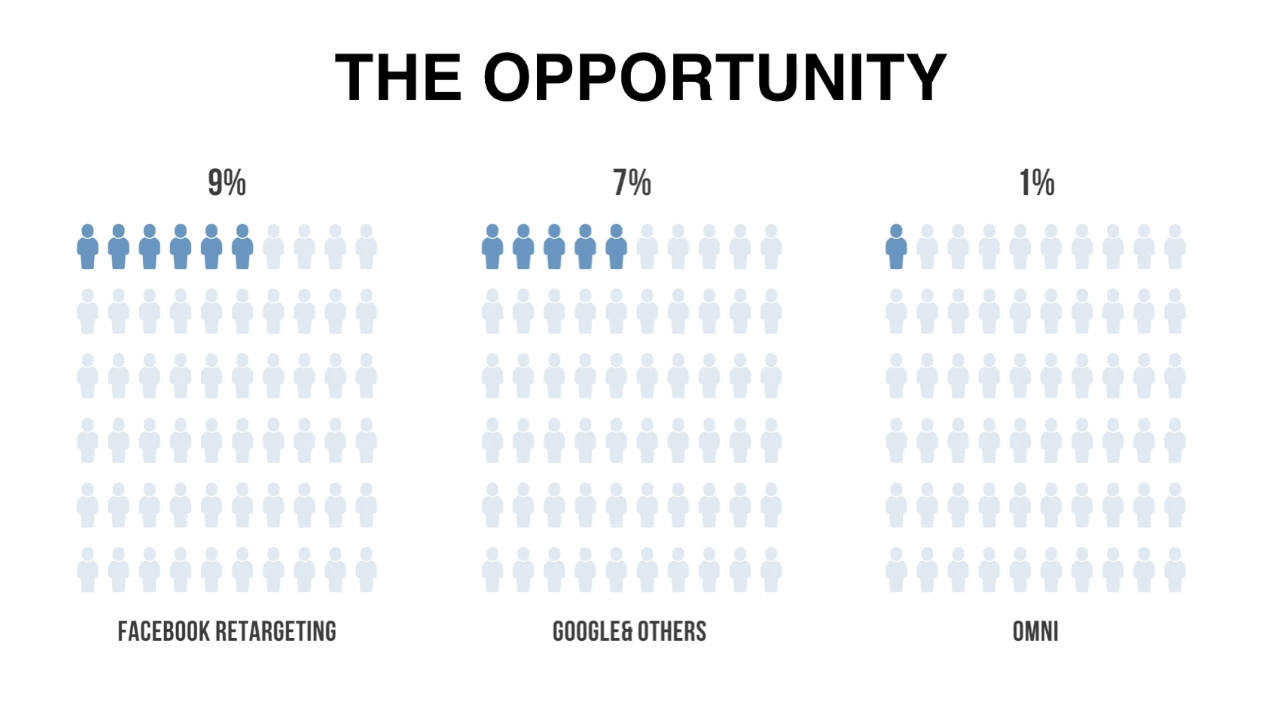 THE OPPORTUNITY
9%
7%
1%
FACEBOOK RETARGETING
GOOGLE& OTHERS
OMNI